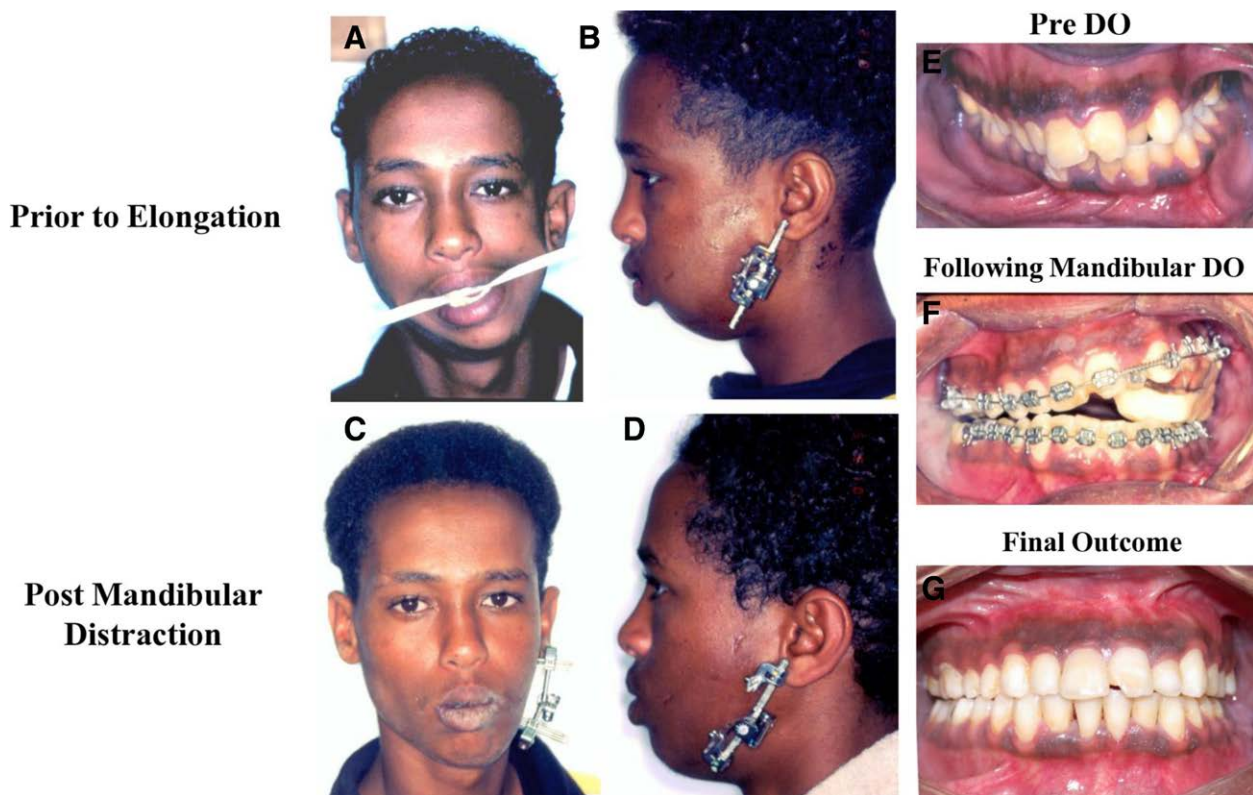 Prior to Elongation
A
B
Pre DO
E
Following Mandibular DO
F
Post Mandibular
Distraction
C
D
Final Outcome
G